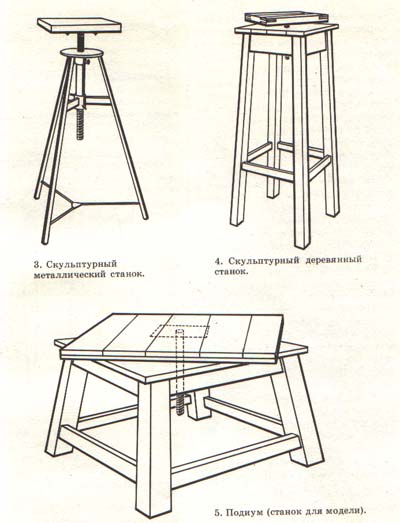 3. Скульптурный
металлический станок.
4. Скульптурный деревянный
станок.
5. Подиум (станок для модели).